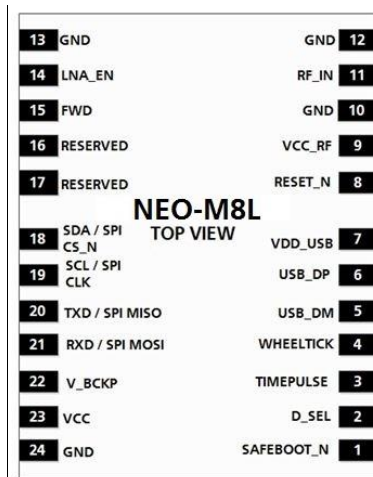 13 GND GND 12
14 LNA_EN RF_IN 11
15 FWD GND 10
16 RESERVED VCC_RF 9
17 RESERVED RESET_N 8
NEO-M8L
TOP VIEW
18 SDA / SPI CS_N VDD_USB 7
19 SCL / SPI CLK USB_DP 6
20 TXD / SPI MISO USB_DM 5
21 RXD / SPI MOSI WHEELTICK 4
22 V_BCKP TIMEPULSE 3
23 VCC D_SEL 2
24 GND SAFEBOOT_N 1